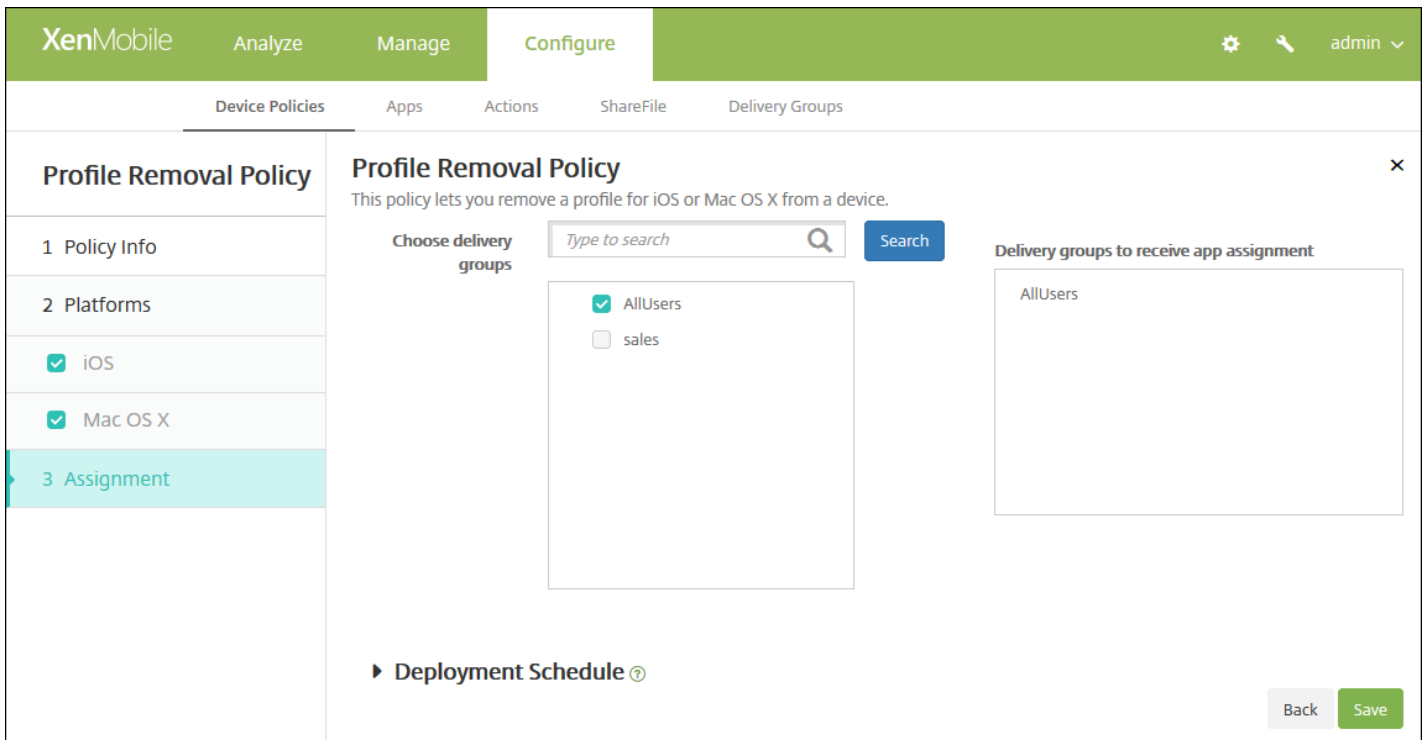 XenMobile Analyze Manage Configure admin
Device Policies Apps Actions ShareFile Delivery Groups
Profile Removal Policy
1 Policy Info
2 Platforms
iOS
Mac OS X
3 Assignment
Profile Removal Policy
This policy lets you remove a profile for iOS or Mac OS X from a device.
Choose delivery
groups
Type to search
Search
AllUsers
sales
Delivery groups to receive app assignment
AllUsers
Deployment Schedule ?
Back Save